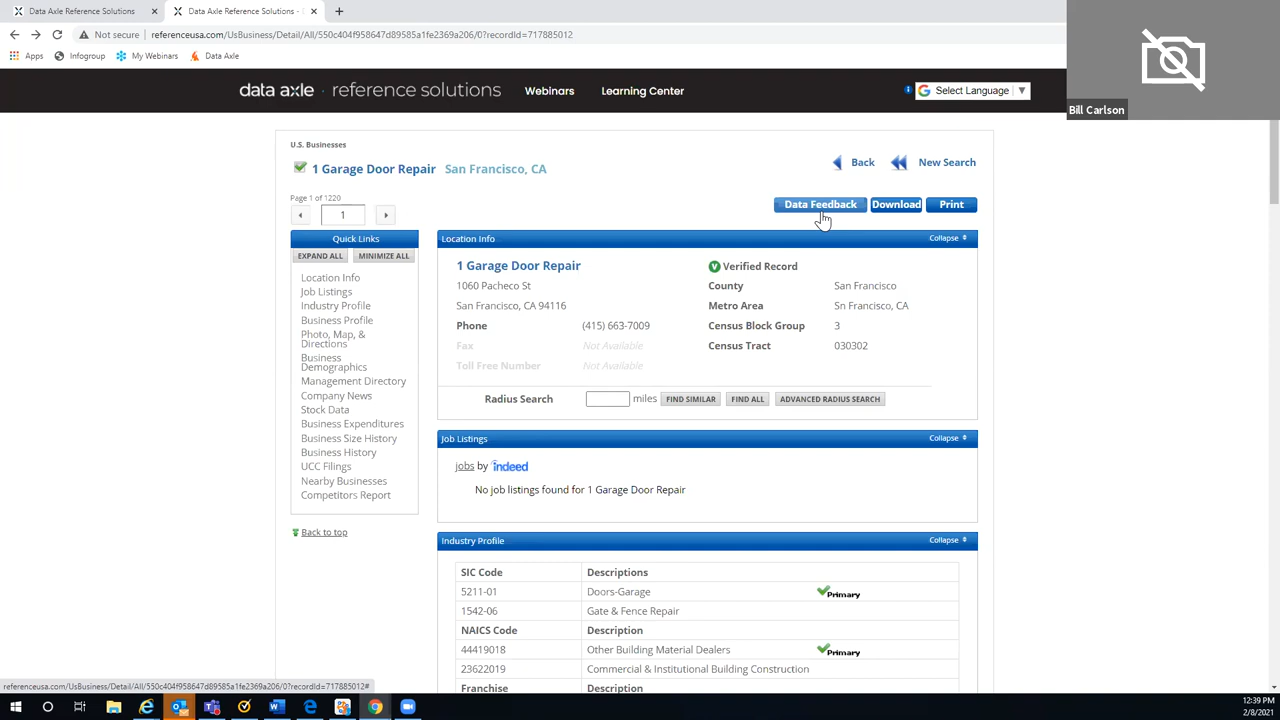 Data Axle Reference Solutions × Data Axle Reference Solutions - × +
Not secure referenceusa.com/UsBusiness/Detail/All/550c404f958647d89585a1fe2369a206/0?recordId=717885012
Apps Infogroup My Webinars Data Axle
Bill Carlson
data axle · reference solutions Webinars Learning Center G Select Language ▼
U.S. Businesses
1 Garage Door Repair San Francisco, CA
Back New Search
Page 1 of 1220
1
Data Feedback Download Print
Quick Links
EXPAND ALL MINIMIZE ALL
Location Info
Job Listings
Industry Profile
Business Profile
Photo, Map, &
Directions
Business
Demographics
Management Directory
Company News
Stock Data
Business Expenditures
Business Size History
Business History
UCC Filings
Nearby Businesses
Competitors Report
Back to top
Location Info Collapse
1 Garage Door Repair V Verified Record
1060 Pacheco St County San Francisco
San Francisco, CA 94116 Metro Area Sn Francisco, CA
Phone (415) 663-7009 Census Block Group 3
Fax Not Available Census Tract 030302
Toll Free Number Not Available
Radius Search miles FIND SIMILAR FIND ALL ADVANCED RADIUS SEARCH
Job Listings Collapse
jobs by indeed
No job listings found for 1 Garage Door Repair
Industry Profile Collapse
SIC Code Descriptions
5211-01 Doors-Garage Primary
1542-06 Gate & Fence Repair
NAICS Code Description
44419018 Other Building Material Dealers Primary
23622019 Commercial & Institutional Building Construction
Franchise Description
referenceusa.com/UsBusiness/Detail/All/550c404f958647d89585a1fe2369a206/0?recordId=717885012#
12:39 PM
2/8/2021